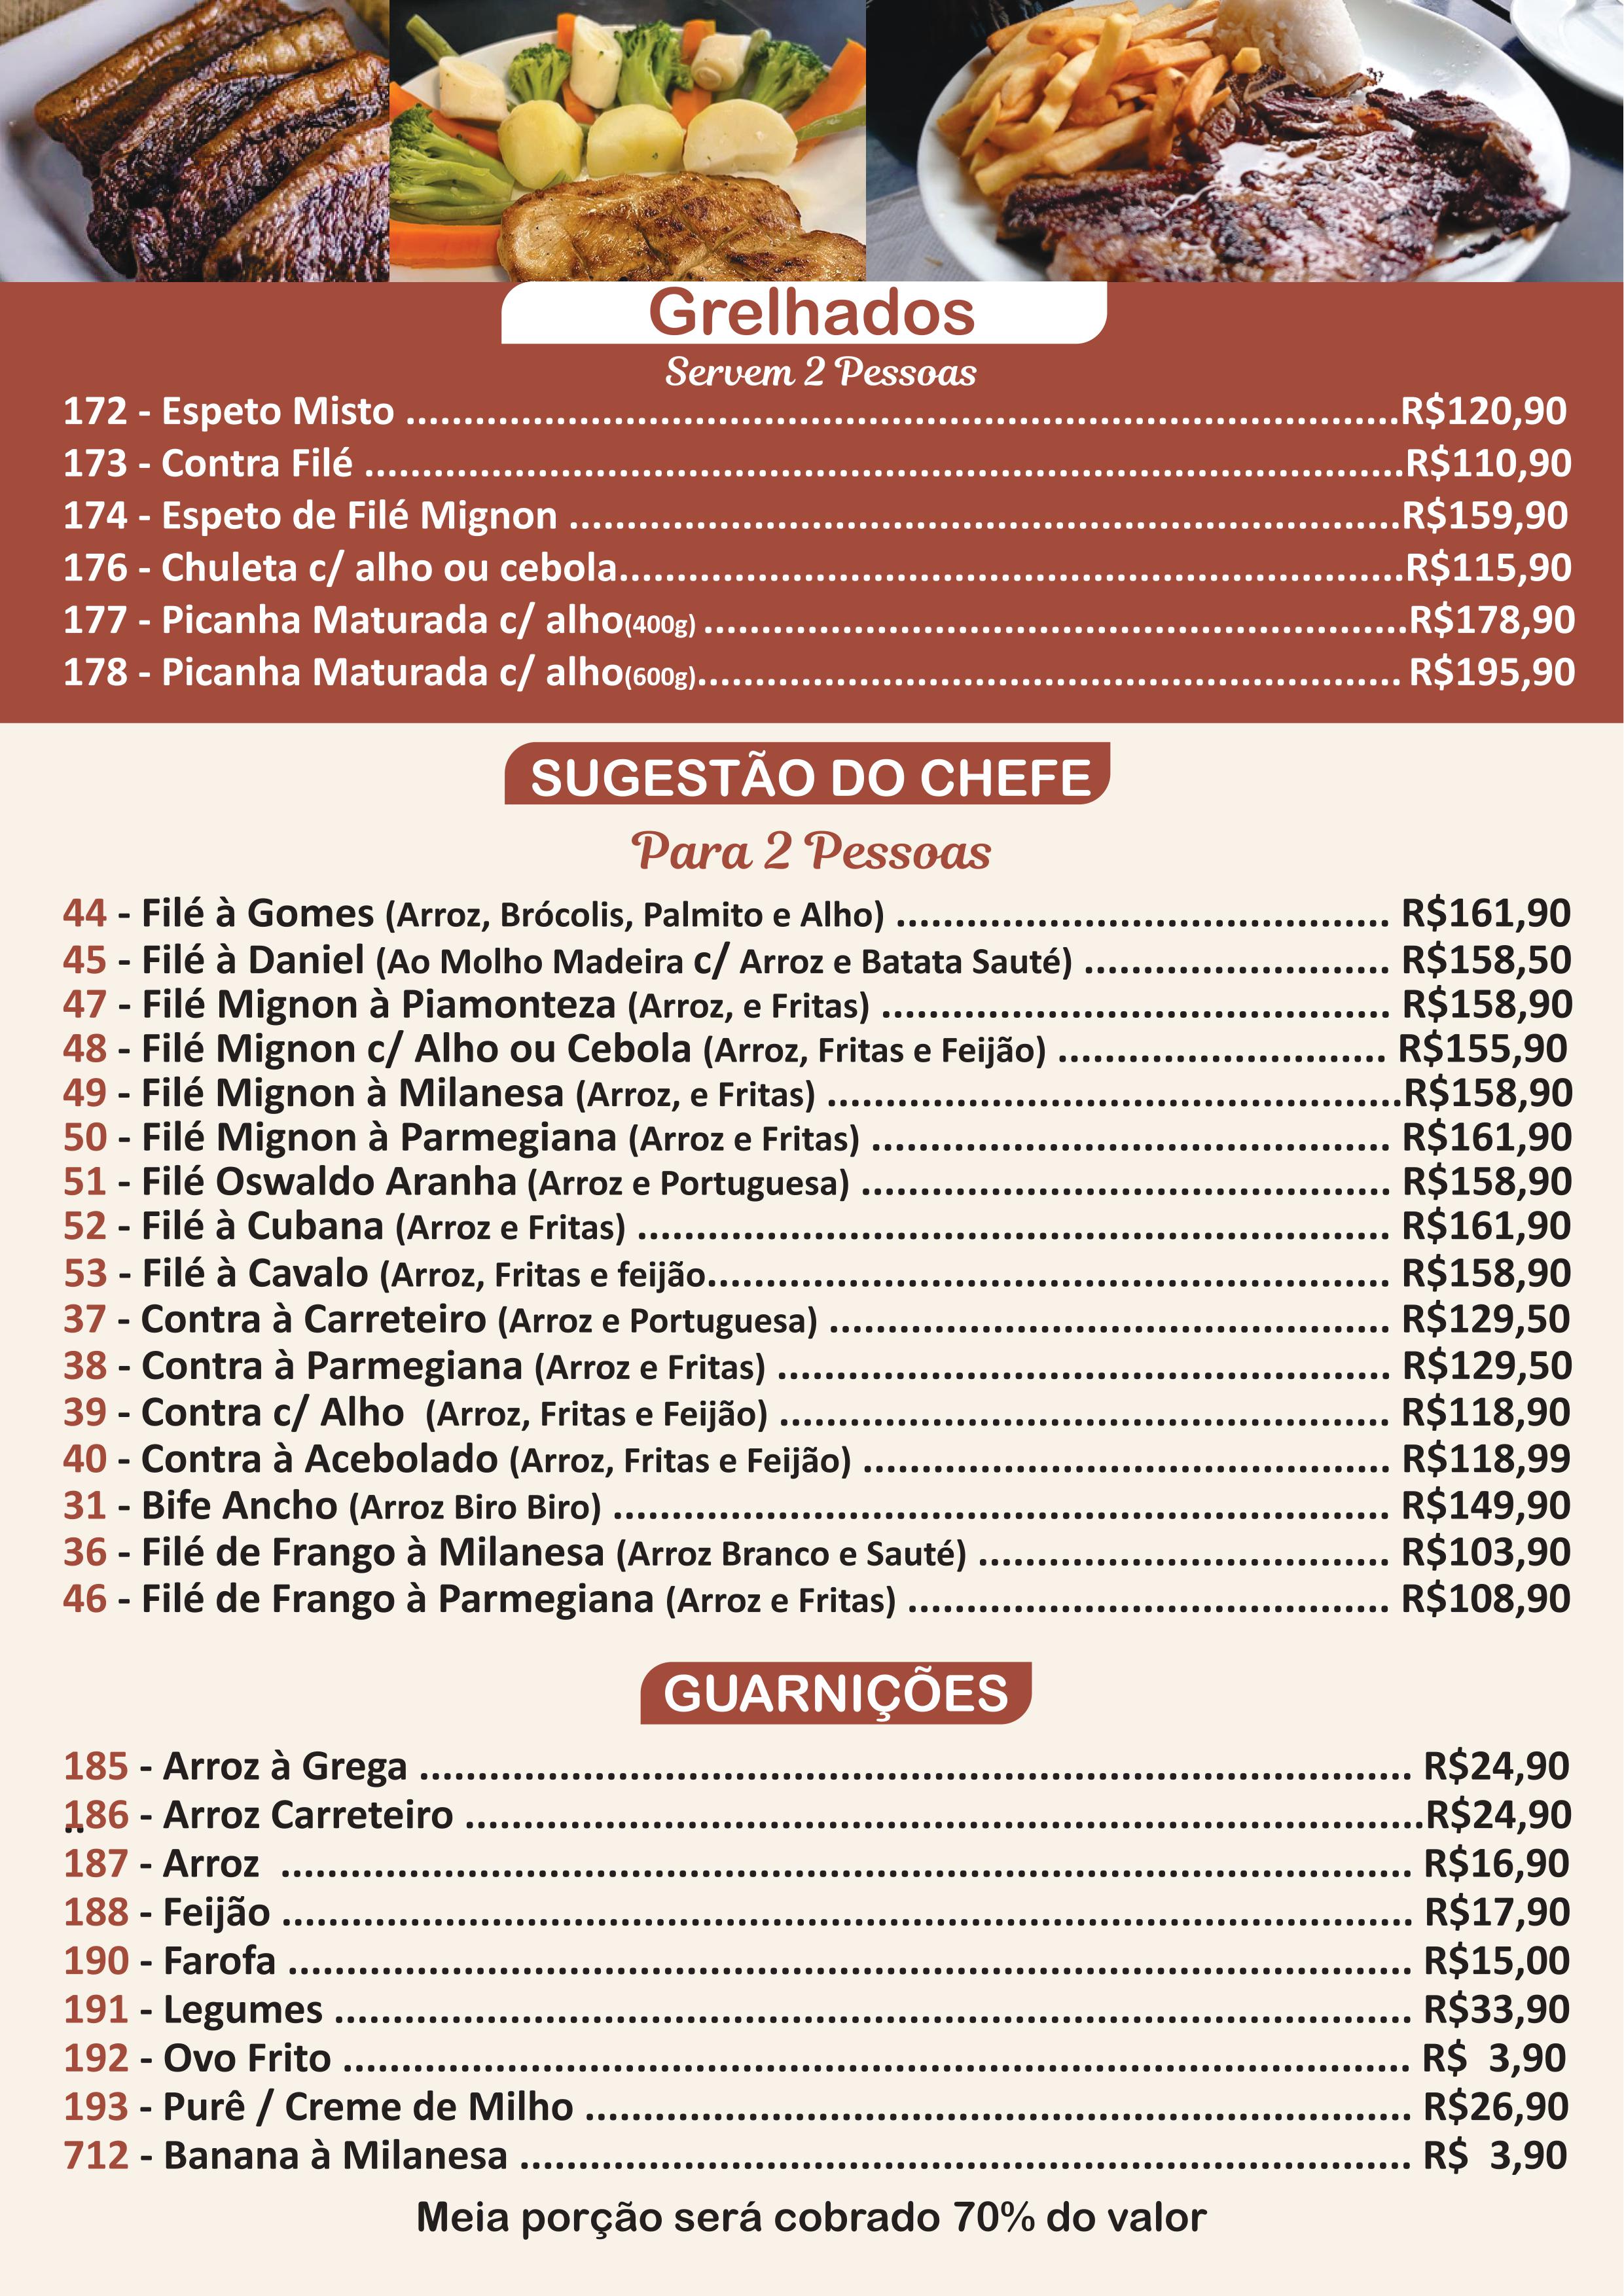 Grelhados
Servem 2 Pessoas
172 - Espeto Misto ........................................................................................R$120,90
173 - Contra Filé ............................................................................................R$110,90
174 - Espeto de Filé Mignon ..........................................................................R$159,90
176 - Chuleta c/ alho ou cebola.....................................................................R$115,90
177 - Picanha Maturada c/ alho(400g) ..............................................................R$178,90
178 - Picanha Maturada c/ alho(600g).............................................................. R$195,90
SUGESTÃO DO CHEFE
Para 2 Pessoas
44 - Filé à Gomes (Arroz, Brócolis, Palmito e Alho) .......................................... R$161,90
45 - Filé à Daniel (Ao Molho Madeira c/ Arroz e Batata Sauté) .......................... R$158,50
47 - Filé Mignon à Piamonteza (Arroz, e Fritas) ........................................... R$158,90
48 - Filé Mignon c/ Alho ou Cebola (Arroz, Fritas e Feijão) ............................ R$155,90
49 - Filé Mignon à Milanesa (Arroz, e Fritas) .................................................R$158,90
50 - Filé Mignon à Parmegiana (Arroz e Fritas) ............................................ R$161,90
51 - Filé Oswaldo Aranha (Arroz e Portuguesa) ............................................. R$158,90
52 - Filé à Cubana (Arroz e Fritas) ................................................................ R$161,90
53 - Filé à Cavalo (Arroz, Fritas e feijão.......................................................... R$158,90
37 - Contra à Carreteiro (Arroz e Portuguesa) ................................................ R$129,50
38 - Contra à Parmegiana (Arroz e Fritas) .................................................... R$129,50
39 - Contra c/ Alho (Arroz, Fritas e Feijão) .................................................... R$118,90
40 - Contra à Acebolado (Arroz, Fritas e Feijão) ............................................. R$118,99
31 - Bife Ancho (Arroz Biro Biro) .................................................................. R$149,90
36 - Filé de Frango à Milanesa (Arroz Branco e Sauté) ................................... R$103,90
46 - Filé de Frango à Parmegiana (Arroz e Fritas) ......................................... R$108,90
GUARNIÇÕES
185 - Arroz à Grega ..................................................................................... R$24,90
186 - Arroz Carreteiro ..................................................................................R$24,90
..
187 - Arroz ................................................................................................. R$16,90
188 - Feijão ................................................................................................. R$17,90
190 - Farofa ................................................................................................ R$15,00
191 - Legumes ............................................................................................ R$33,90
192 - Ovo Frito ........................................................................................... R$ 3,90
193 - Purê / Creme de Milho ....................................................................... R$26,90
712 - Banana à Milanesa ............................................................................ R$ 3,90
Meia porção será cobrado 70% do valor